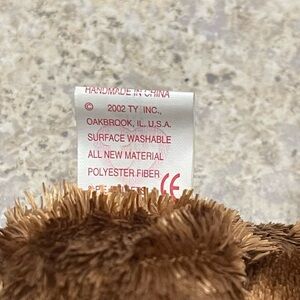 HANDMADE IN CHINA
© 2002 TY INC.,
OAKBROOK, IL. U.S.A.
SURFACE WASHABLE
ALL NEW MATERIAL
POLYESTER FIBER
CE